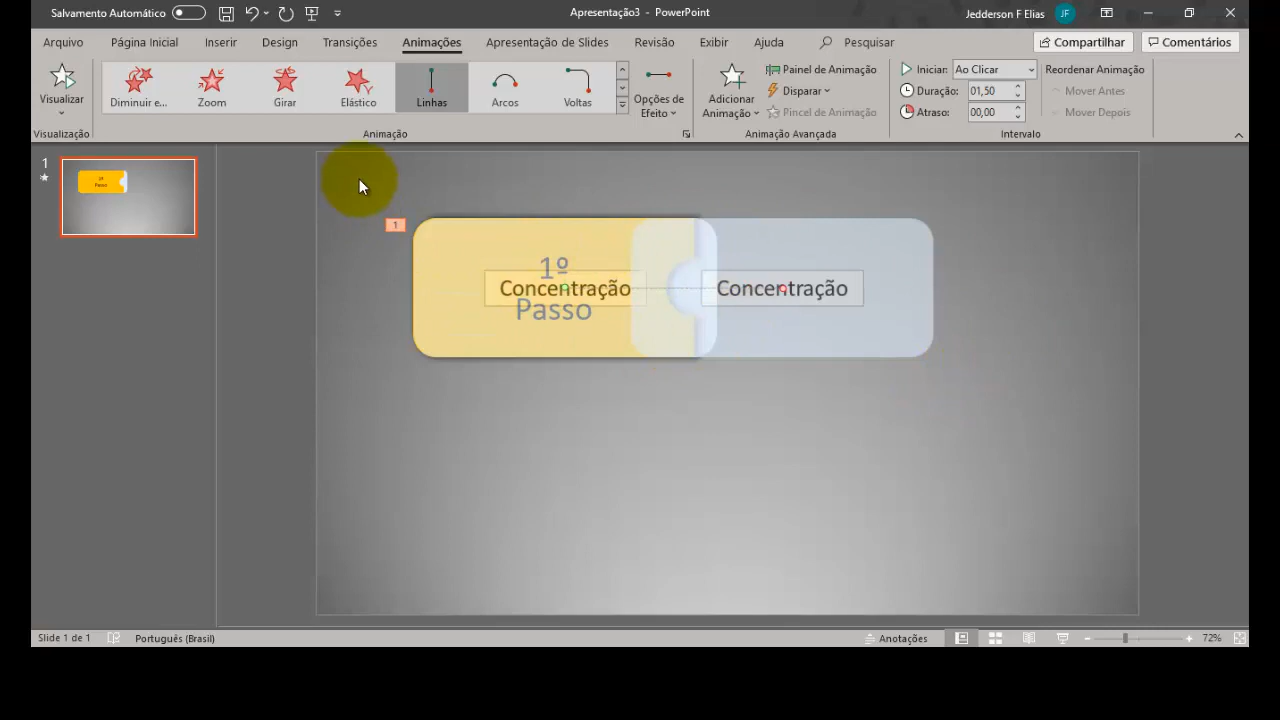 Salvamento Automático
Apresentação3 - PowerPoint
Jedderson F Elias
JF
Arquivo
Página Inicial
Inserir
Design
Transições
Animações
Apresentação de Slides
Revisão
Exibir
Ajuda
Pesquisar
Compartilhar
Comentários
Visualizar
Diminuir e...
Zoom
Girar
Elástico
Linhas
Arcos
Voltas
Opções de
Efeito
Adicionar
Animação
Painel de Animação
Disparar
Pincel de Animação
Iniciar:
Ao Clicar
Duração:
01,50
Atraso:
00,00
Reordenar Animação
Mover Antes
Mover Depois
Visualização
Animação
Animação Avançada
Intervalo
1
1º
Passo
1
1º
Passo
Concentração
Concentração
Slide 1 de 1
Português (Brasil)
Anotações
72%